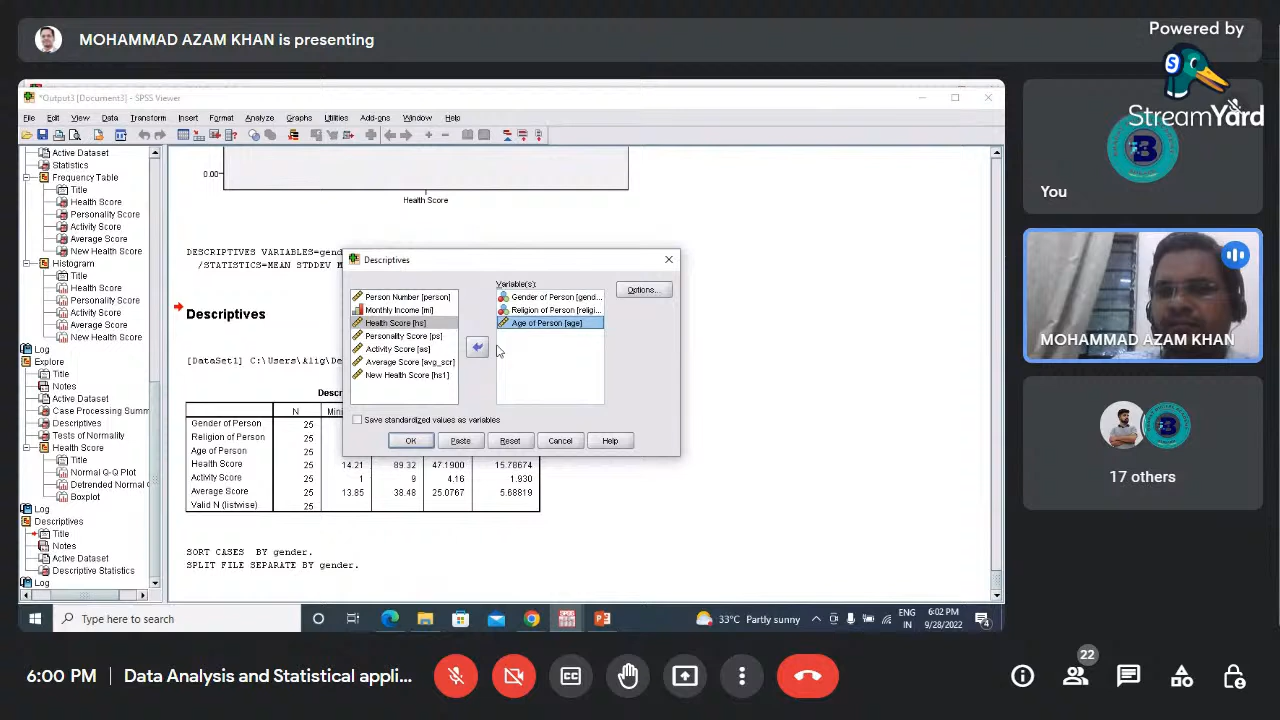 MOHAMMAD AZAM KHAN is presenting
Powered by
StreamYard
*Output3 [Document3] - SPSS Viewer
File Edit View Data Transform Insert Format Analyze Graphs Utilities Add-ons Window Help
Active Dataset
Statistics
Frequency Table
Title
Health Score
Personality Score
Activity Score
Average Score
New Health Score
Histogram
Title
Health Score
Personality Score
Activity Score
Average Score
New Health Score
Log
Explore
Title
Notes
Active Dataset
Case Processing Summ
Descriptives
Tests of Normality
Health Score
Title
Normal Q-Q Plot
Detrended Normal
Boxplot
Log
Descriptives
Title
Notes
Active Dataset
Descriptive Statistics
Log
0.00
Health Score
DESCRIPTIVES VARIABLES=gend
/STATISTICS=MEAN STDDEV M
Descriptives
[DataSet1] C:\Users\Alig\De
Descr
N Mini
Gender of Person 25
Religion of Person 25
Age of Person 25
Health Score 25 14.21 89.32 47.1900 15.78674
Activity Score 25 1 9 4.16 1.930
Average Score 25 13.85 38.48 25.0767 5.68819
Valid N (listwise) 25
SORT CASES BY gender.
SPLIT FILE SEPARATE BY gender.
Descriptives
Person Number [person]
Monthly Income [mi]
Health Score [hs]
Personality Score [ps]
Activity Score [as]
Average Score [avg_scr]
New Health Score [hs1]
Variable(s):
Gender of Person [gend...
Religion of Person [religi...
Age of Person [age]
Options...
Save standardized values as variables
OK Paste Reset Cancel Help
Type here to search
33°C Partly sunny
ENG
IN
6:02 PM
9/28/2022
4
You
MOHAMMAD AZAM KHAN
17 others
6:00 PM | Data Analysis and Statistical appli...
CC
22